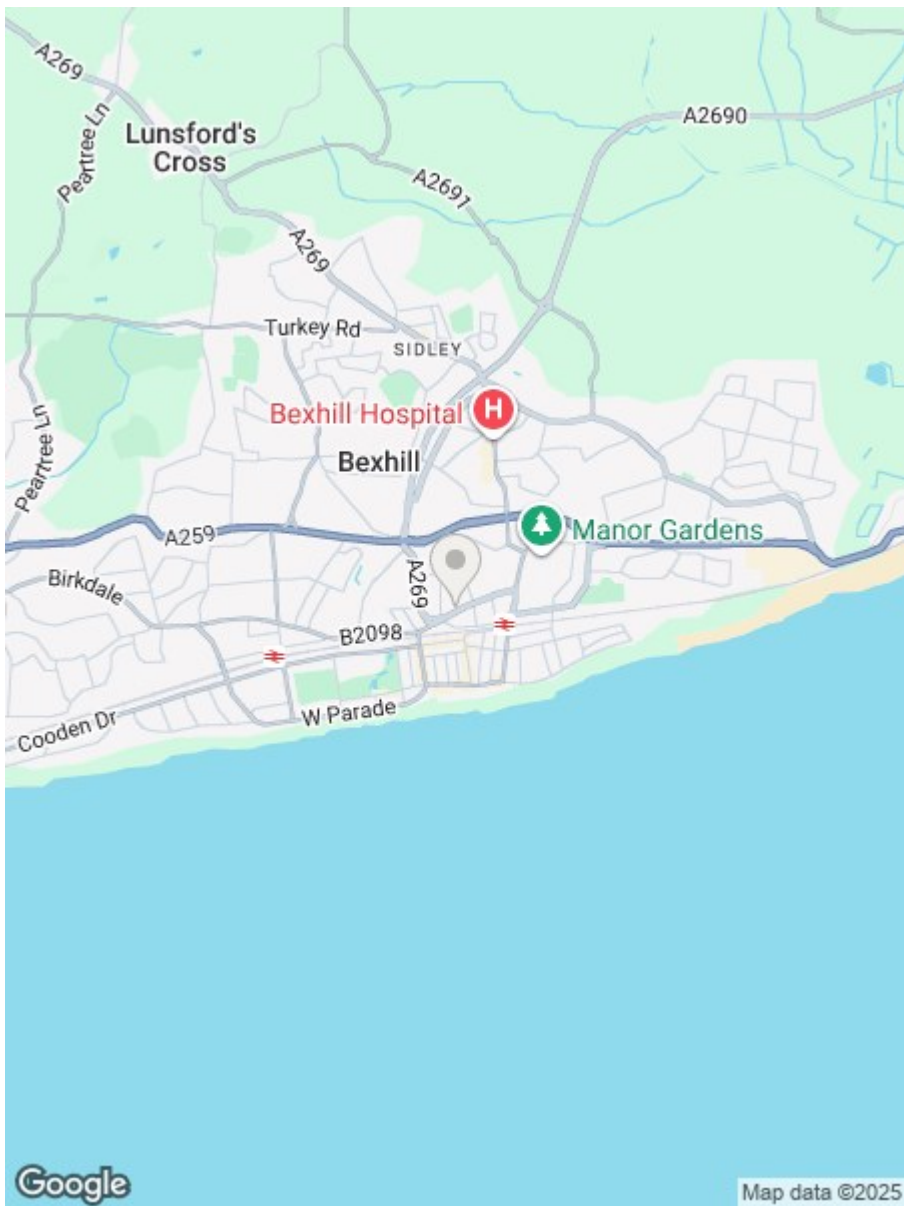 A269
A2690
Lunsford's
Cross
Peartree Ln
A2691
A269
Turkey Rd
SIDLEY
Bexhill Hospital
H
Peartree Ln
Bexhill
A259
Manor Gardens
Birkdale
A269
B2098
W Parade
Cooden Dr
Google
Map data ©2025